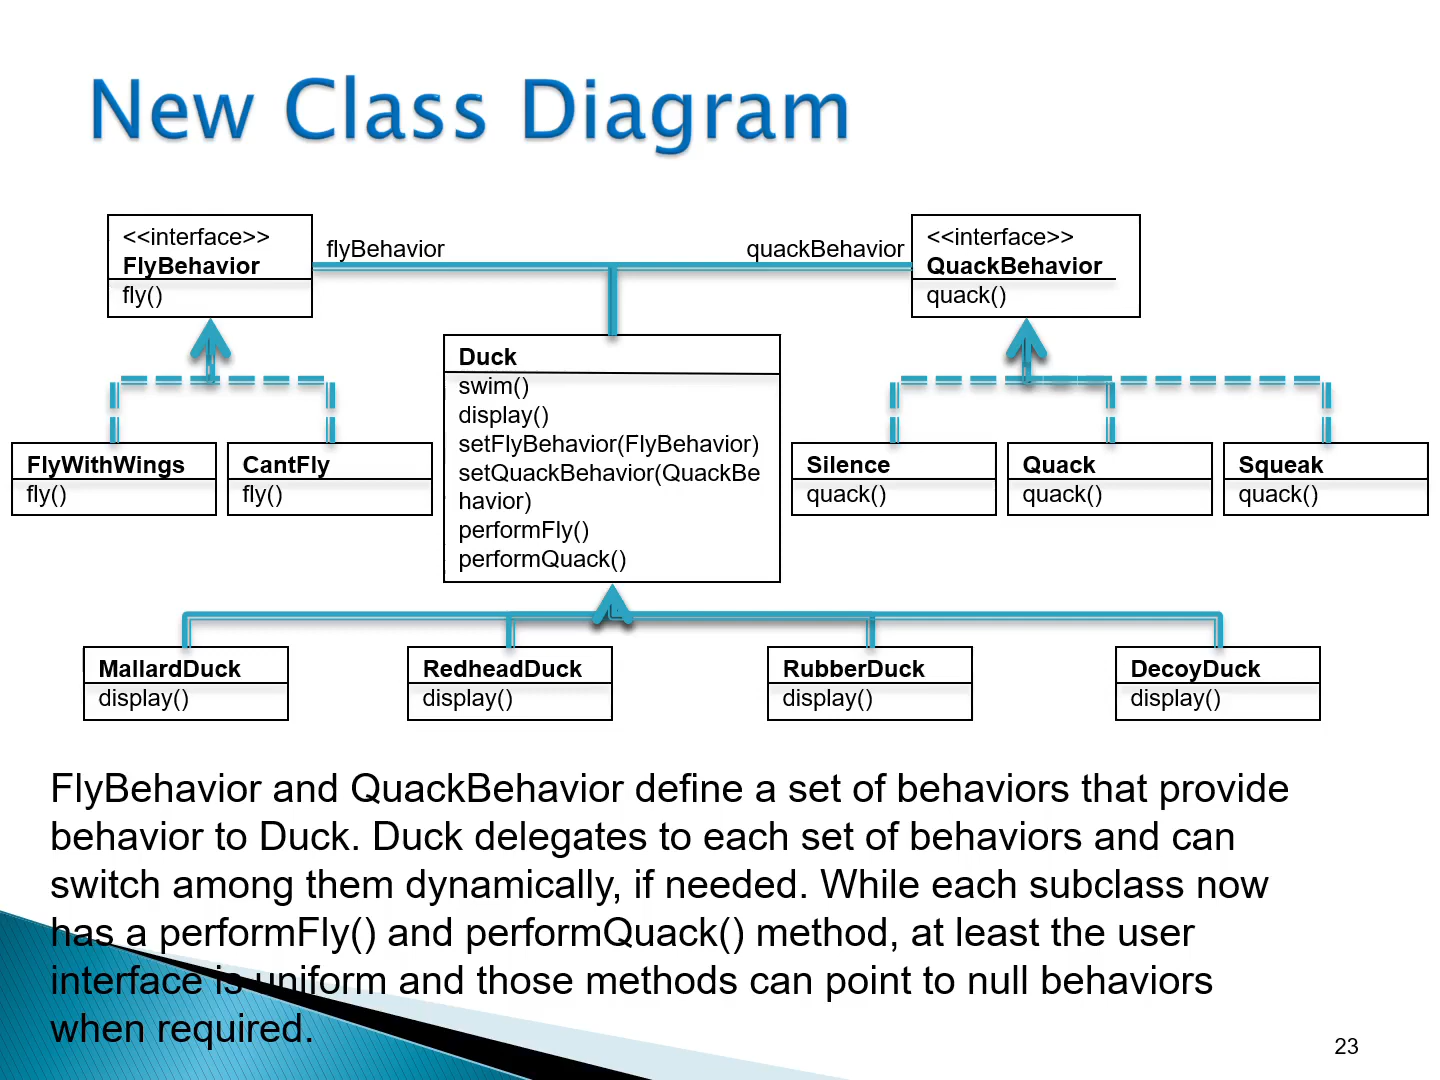 New Class Diagram
<<interface>>
FlyBehavior
fly()
flyBehavior
quackBehavior
<<interface>>
QuackBehavior
quack()
Duck
swim()
display()
setFlyBehavior(FlyBehavior)
setQuackBehavior(QuackBe
havior)
performFly()
performQuack()
FlyWithWings
fly()
CantFly
fly()
Silence
quack()
Quack
quack()
Squeak
quack()
MallardDuck
display()
RedheadDuck
display()
RubberDuck
display()
DecoyDuck
display()
FlyBehavior and QuackBehavior define a set of behaviors that provide
behavior to Duck. Duck delegates to each set of behaviors and can
switch among them dynamically, if needed. While each subclass now
has a performFly() and performQuack() method, at least the user
interface is uniform and those methods can point to null behaviors
when required.
23